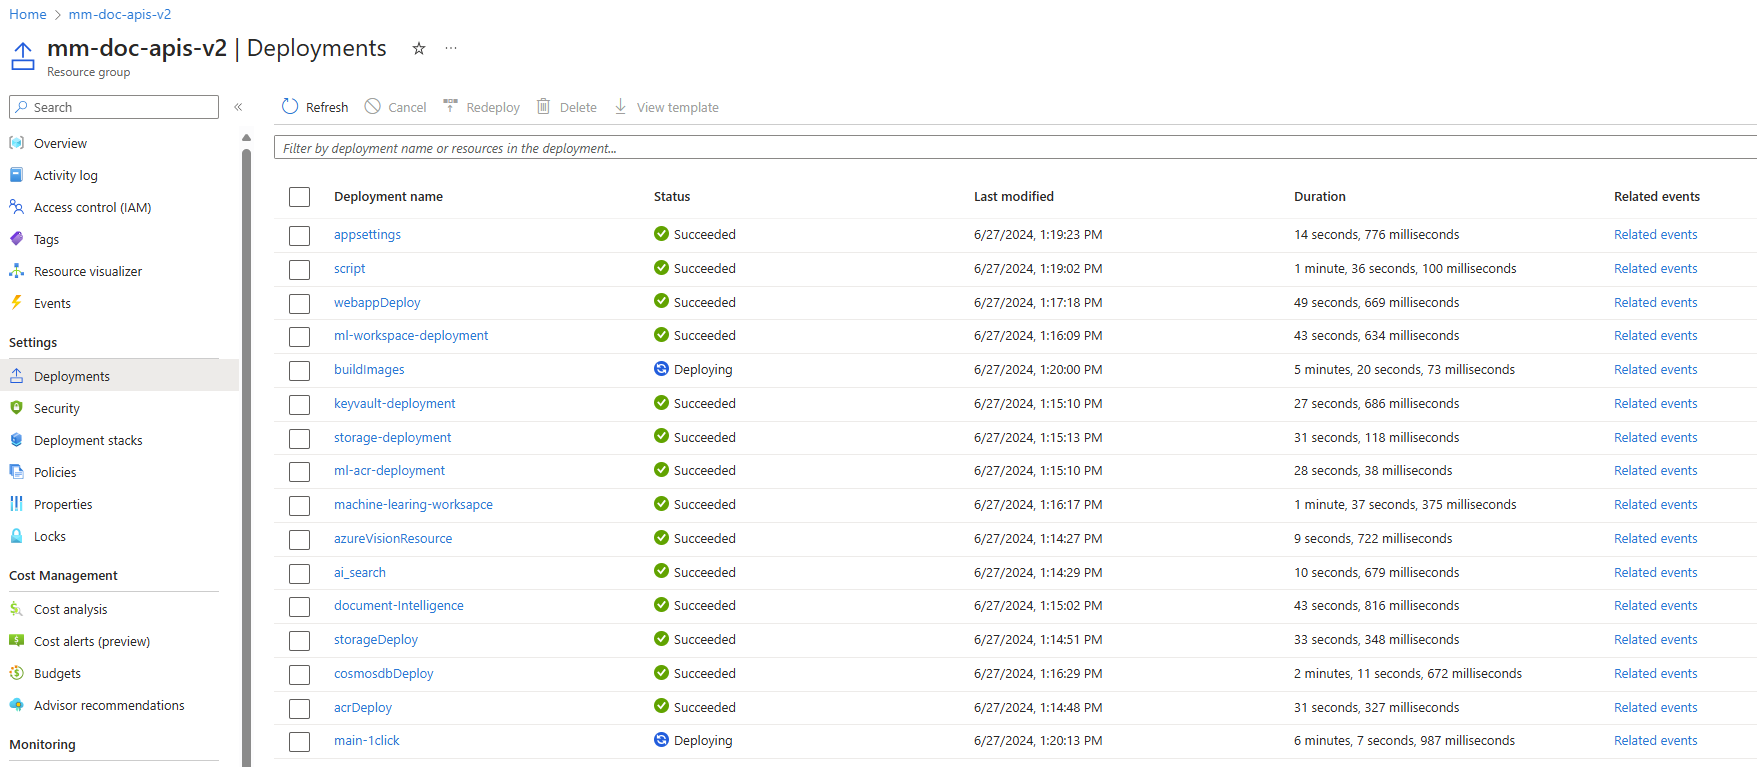 Home > mm-doc-apis-v2
mm-doc-apis-v2 | Deployments ☆ ···
Resource group
Search «
Overview
Activity log
Access control (IAM)
Tags
Resource visualizer
Events
Settings
Deployments
Security
Deployment stacks
Policies
Properties
Locks
Cost Management
Cost analysis
Cost alerts (preview)
Budgets
Advisor recommendations
Monitoring
Refresh Cancel Redeploy Delete View template
Filter by deployment name or resources in the deployment...
Deployment name Status Last modified Duration Related events
appsettings Succeeded 6/27/2024, 1:19:23 PM 14 seconds, 776 milliseconds Related events
script Succeeded 6/27/2024, 1:19:02 PM 1 minute, 36 seconds, 100 milliseconds Related events
webappDeploy Succeeded 6/27/2024, 1:17:18 PM 49 seconds, 669 milliseconds Related events
ml-workspace-deployment Succeeded 6/27/2024, 1:16:09 PM 43 seconds, 634 milliseconds Related events
buildImages Deploying 6/27/2024, 1:20:00 PM 5 minutes, 20 seconds, 73 milliseconds Related events
keyvault-deployment Succeeded 6/27/2024, 1:15:10 PM 27 seconds, 686 milliseconds Related events
storage-deployment Succeeded 6/27/2024, 1:15:13 PM 31 seconds, 118 milliseconds Related events
ml-acr-deployment Succeeded 6/27/2024, 1:15:10 PM 28 seconds, 38 milliseconds Related events
machine-learing-worksapce Succeeded 6/27/2024, 1:16:17 PM 1 minute, 37 seconds, 375 milliseconds Related events
azureVisionResource Succeeded 6/27/2024, 1:14:27 PM 9 seconds, 722 milliseconds Related events
ai_search Succeeded 6/27/2024, 1:14:29 PM 10 seconds, 679 milliseconds Related events
document-Intelligence Succeeded 6/27/2024, 1:15:02 PM 43 seconds, 816 milliseconds Related events
storageDeploy Succeeded 6/27/2024, 1:14:51 PM 33 seconds, 348 milliseconds Related events
cosmosdbDeploy Succeeded 6/27/2024, 1:16:29 PM 2 minutes, 11 seconds, 672 milliseconds Related events
acrDeploy Succeeded 6/27/2024, 1:14:48 PM 31 seconds, 327 milliseconds Related events
main-1click Deploying 6/27/2024, 1:20:13 PM 6 minutes, 7 seconds, 987 milliseconds Related events